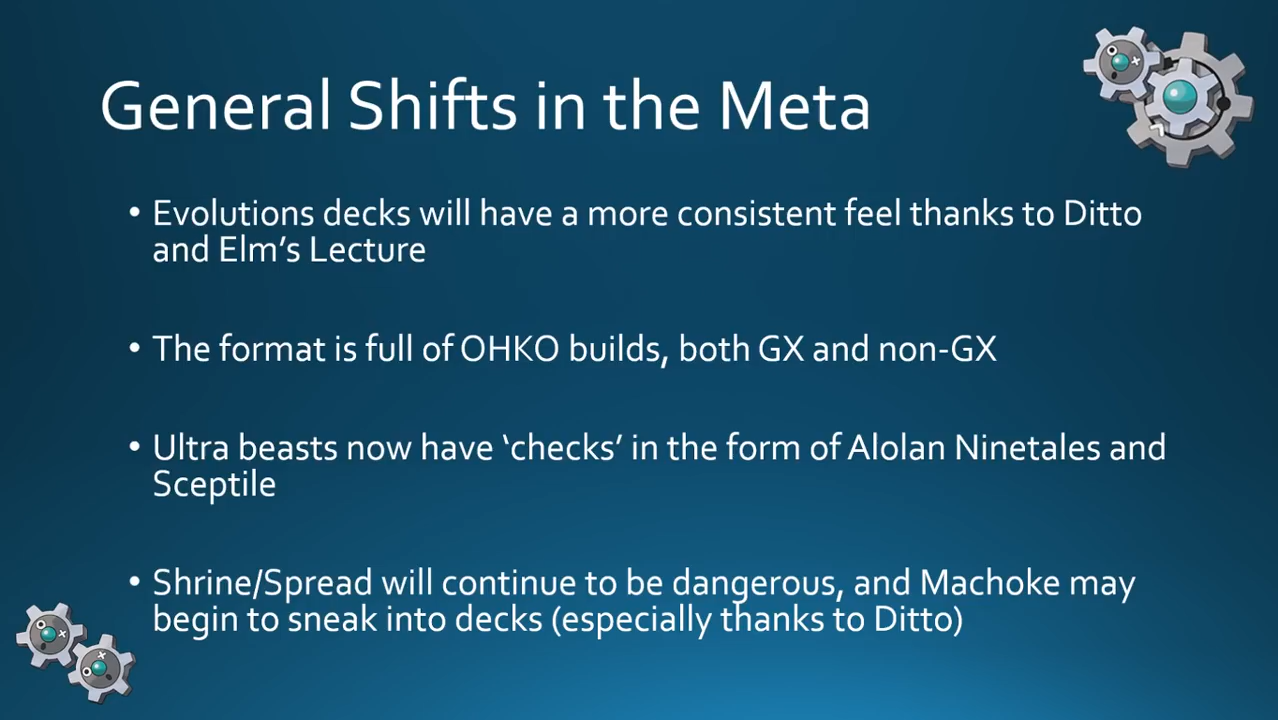 General Shifts in the Meta
• Evolutions decks will have a more consistent feel thanks to Ditto
and Elm's Lecture
• The format is full of OHKO builds, both GX and non-GX
• Ultra beasts now have ‘checks’ in the form of Alolan Ninetales and
Sceptile
• Shrine/Spread will continue to be dangerous, and Machoke may
begin to sneak into decks (especially thanks to Ditto)